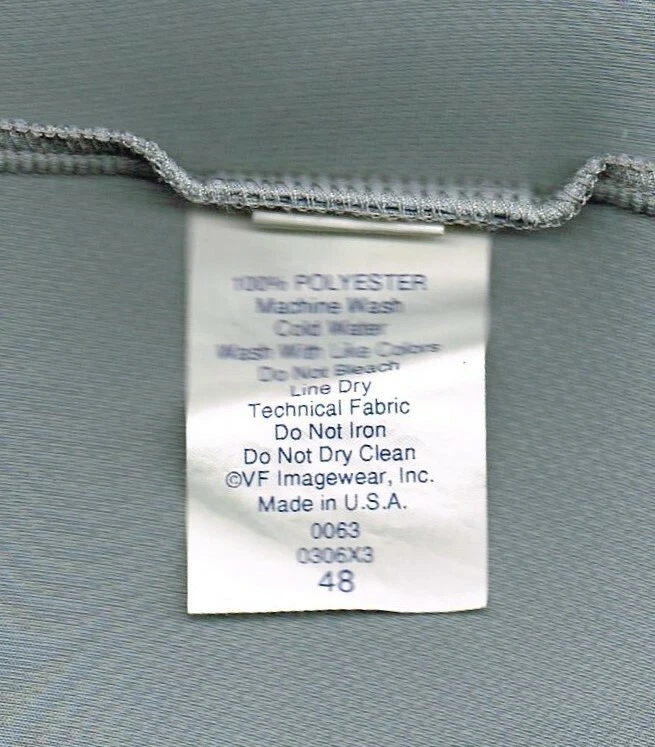 100% POLYESTER
Machine Wash
Cold Water
Wash With Like Colors
Do Not Bleach
Line Dry
Technical Fabric
Do Not Iron
Do Not Dry Clean
©VF Imagewear, Inc.
Made in U.S.A.
0063
0306X3
48